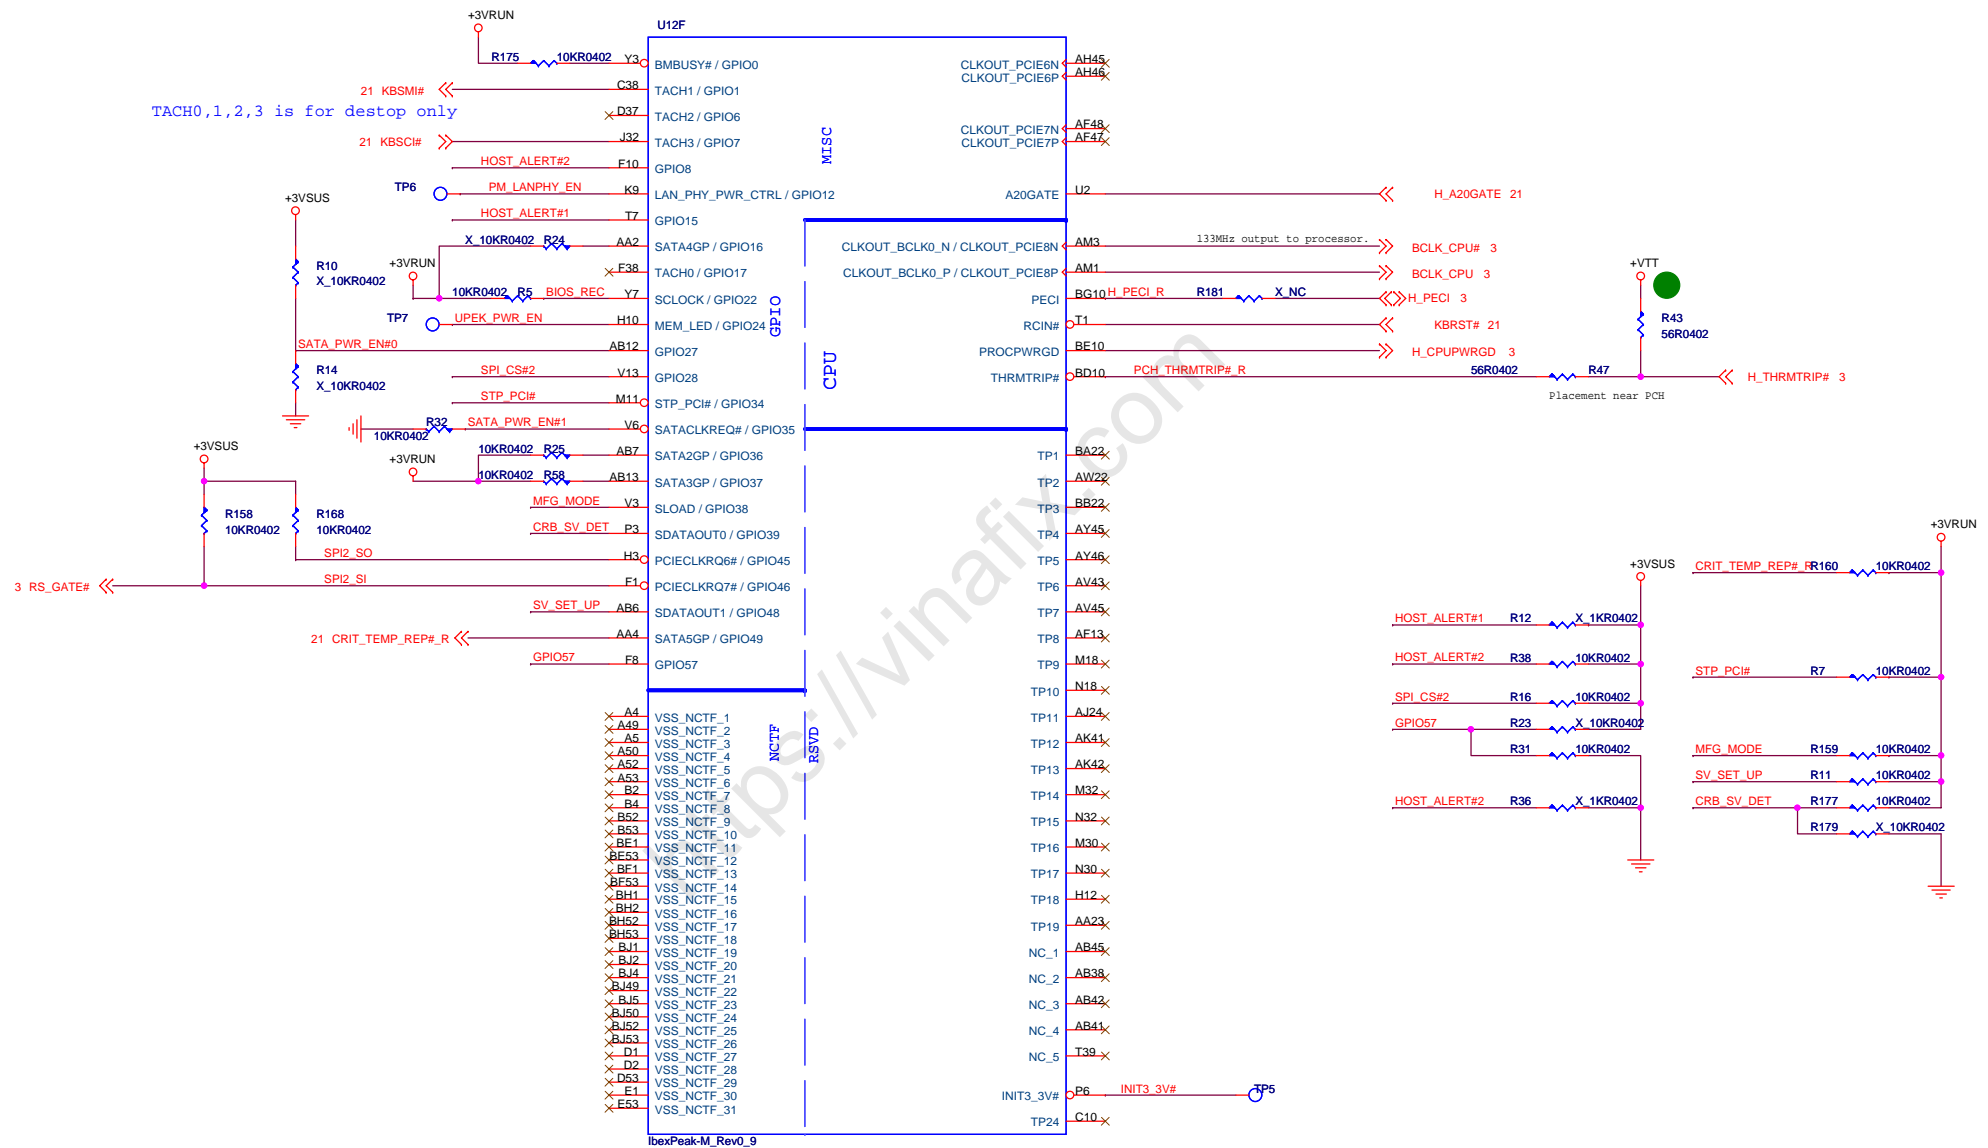 +3VRUN
U12F
R175 10KR0402 Y3 BMBUSY# / GPIO0
21 KBSMI# C38 TACH1 / GPIO1
TACH0,1,2,3 is for destop only
D37 TACH2 / GPIO6
21 KBSCI# J32 TACH3 / GPIO7
HOST_ALERT#2 F10 GPIO8
TP6 PM_LANPHY_EN K9 LAN_PHY_PWR_CTRL / GPIO12
+3VSUS
HOST_ALERT#1 T7 GPIO15
X_10KR0402 R24 AA2 SATA4GP / GPIO16
+3VRUN
R10
X_10KR0402
F38 TACH0 / GPIO17
10KR0402 R5 BIOS_REC Y7 SCLOCK / GPIO22
TP7 UPEK_PWR_EN H10 MEM_LED / GPIO24
SATA_PWR_EN#0 AB12 GPIO27
R14
X_10KR0402
SPI_CS#2 V13 GPIO28
STP_PCI# M11 STP_PCI# / GPIO34
R32
10KR0402
SATA_PWR_EN#1 V6 SATACLKREQ# / GPIO35
+3VSUS
+3VRUN
10KR0402 R25 AB7 SATA2GP / GPIO36
10KR0402 R58 AB13 SATA3GP / GPIO37
MFG_MODE V3 SLOAD / GPIO38
R158
10KR0402
R168
10KR0402
CRB_SV_DET P3 SDATAOUT0 / GPIO39
SPI2_SO H3 PCIECLKRQ6# / GPIO45
3 RS_GATE# SPI2_SI F1 PCIECLKRQ7# / GPIO46
SV_SET_UP AB6 SDATAOUT1 / GPIO48
21 CRIT_TEMP_REP#_R AA4 SATA5GP / GPIO49
GPIO57 F8 GPIO57
MISC
GPIO
CPU
NCTF
RSVD
A4 VSS_NCTF_1
A49 VSS_NCTF_2
A5 VSS_NCTF_3
A50 VSS_NCTF_4
A52 VSS_NCTF_5
A53 VSS_NCTF_6
B2 VSS_NCTF_7
B4 VSS_NCTF_8
B52 VSS_NCTF_9
B53 VSS_NCTF_10
BE1 VSS_NCTF_11
BE53 VSS_NCTF_12
BF1 VSS_NCTF_13
BF53 VSS_NCTF_14
BH1 VSS_NCTF_15
BH2 VSS_NCTF_16
BH52 VSS_NCTF_17
BH53 VSS_NCTF_18
BJ1 VSS_NCTF_19
BJ2 VSS_NCTF_20
BJ4 VSS_NCTF_21
BJ49 VSS_NCTF_22
BJ5 VSS_NCTF_23
BJ50 VSS_NCTF_24
BJ52 VSS_NCTF_25
BJ53 VSS_NCTF_26
D1 VSS_NCTF_27
D2 VSS_NCTF_28
D53 VSS_NCTF_29
E1 VSS_NCTF_30
E53 VSS_NCTF_31
IbexPeak-M_Rev0_9
CLKOUT_PCIE6N AH45
CLKOUT_PCIE6P AH46
CLKOUT_PCIE7N AF48
CLKOUT_PCIE7P AF47
A20GATE U2 H_A20GATE 21
CLKOUT_BCLK0_N / CLKOUT_PCIE8N AM3 133MHz output to processor. BCLK_CPU# 3
CLKOUT_BCLK0_P / CLKOUT_PCIE8P AM1 BCLK_CPU 3
PECI BG10 H_PECI_R R181 X_NC H_PECI 3
RCIN# T1 KBRST# 21
PROCPWRGD BE10 H_CPUPWRGD 3
THRMTRIP# BD10 PCH_THRMTRIP#_R 56R0402 R47 H_THRMTRIP# 3
Placement near PCH
+VTT
R43
56R0402
TP1 BA22
TP2 AW22
TP3 BB22
TP4 AY45
TP5 AY46
TP6 AV43
TP7 AV45
TP8 AF13
TP9 M18
TP10 N18
TP11 AJ24
TP12 AK41
TP13 AK42
TP14 M32
TP15 N32
TP16 M30
TP17 N30
TP18 H12
TP19 AA23
NC_1 AB45
NC_2 AB38
NC_3 AB42
NC_4 AB41
NC_5 T39
INIT3_3V# P6 INIT3_3V# TP5
TP24 C10
+3VSUS
HOST_ALERT#1 R12 X_1KR0402
HOST_ALERT#2 R38 10KR0402
SPI_CS#2 R16 10KR0402
GPIO57 R23 X_10KR0402
R31 10KR0402
HOST_ALERT#2 R36 X_1KR0402
+3VRUN
CRIT_TEMP_REP#_R R160 10KR0402
STP_PCI# R7 10KR0402
MFG_MODE R159 10KR0402
SV_SET_UP R11 10KR0402
CRB_SV_DET R177 10KR0402
R179 X_10KR0402
https://vinafix.com